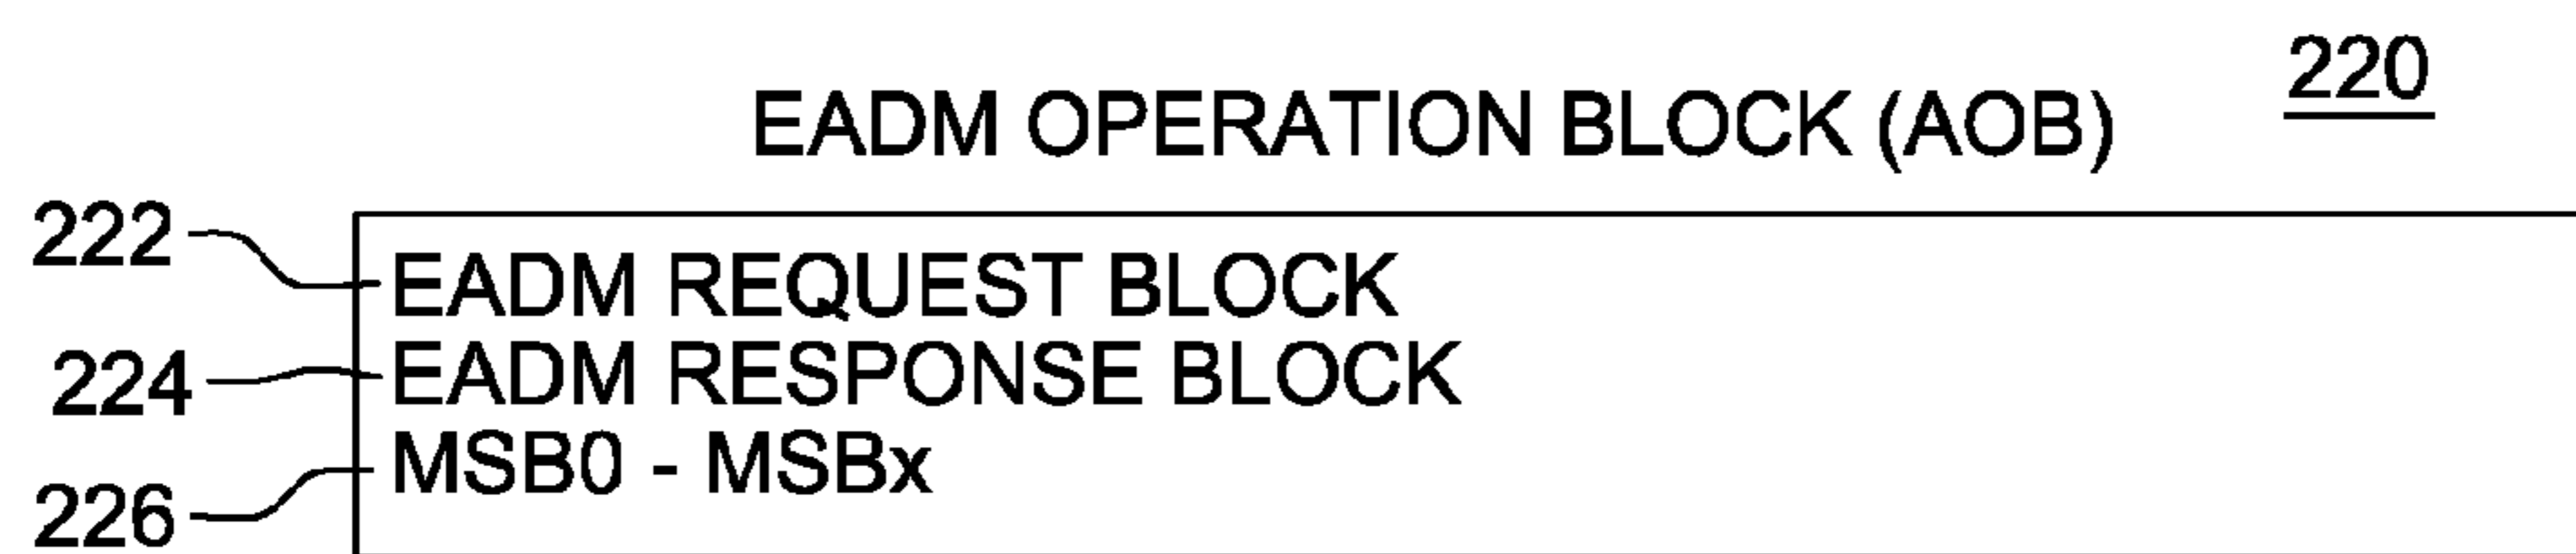 220
EADM OPERATION BLOCK (AOB)
222 EADM REQUEST BLOCK
224 EADM RESPONSE BLOCK
226 MSB0 - MSBx